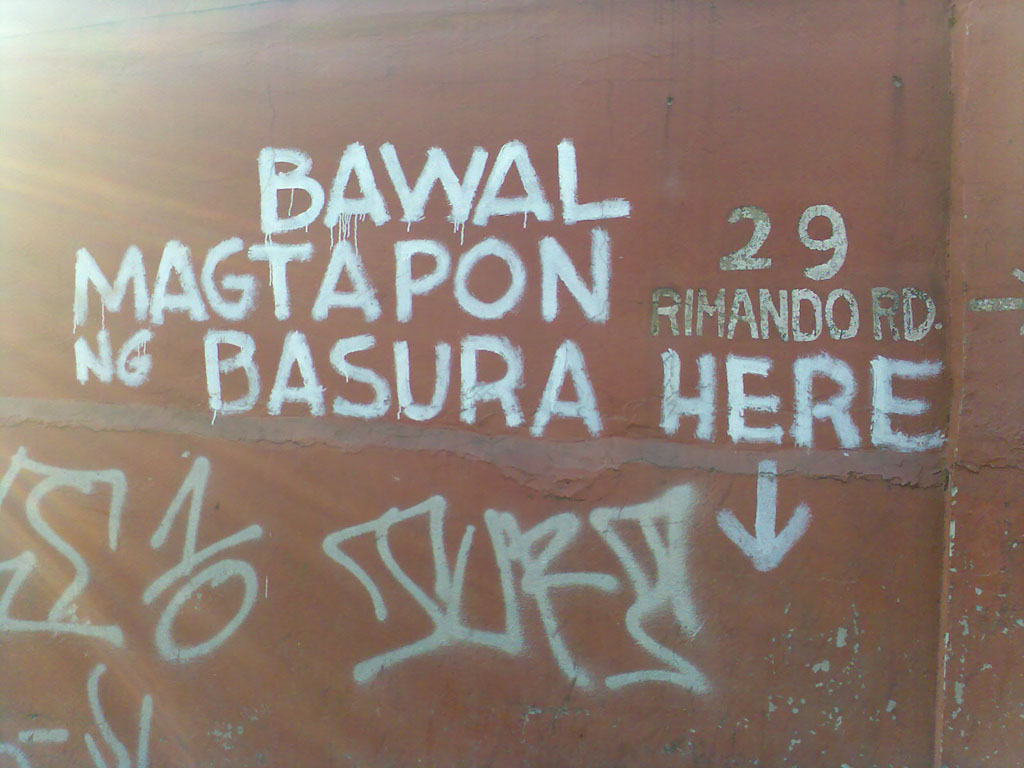 BAWAL
MAGTAPON
NG BASURA HERE
29
RIMANDO RD.